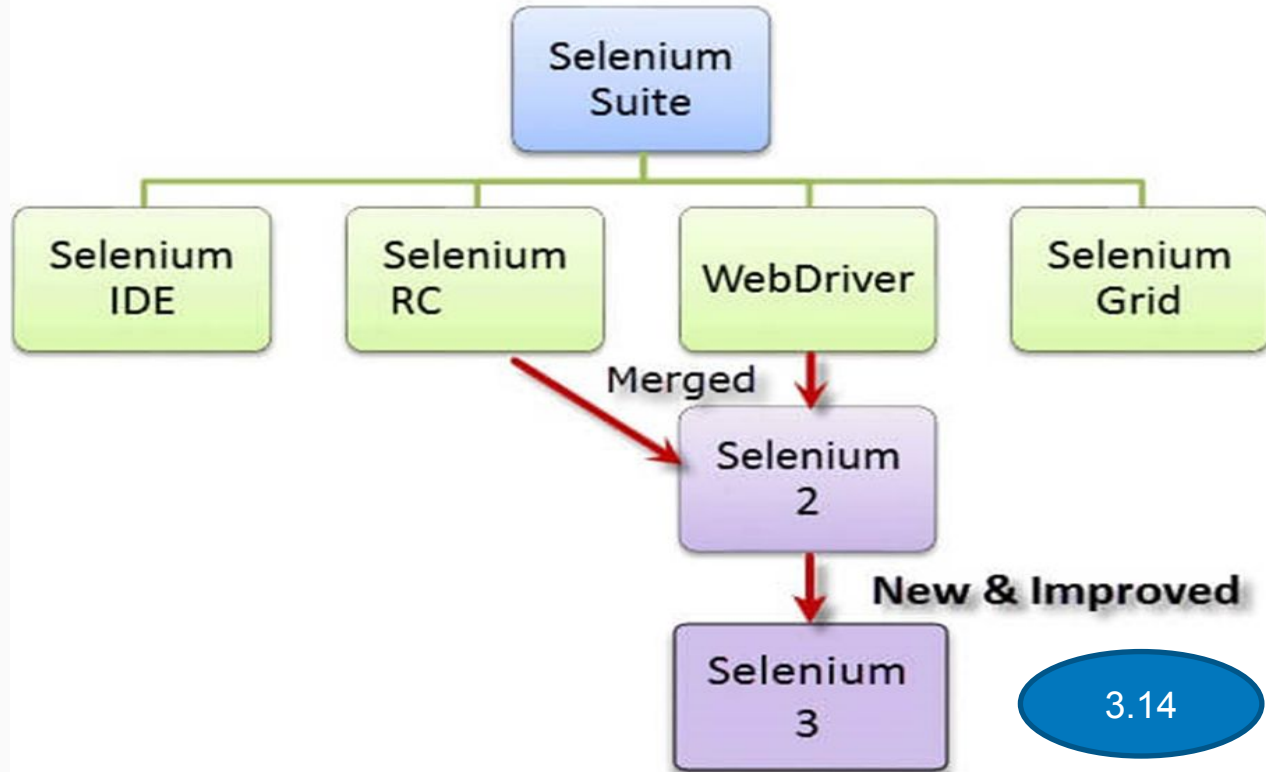 Selenium
Suite
Selenium
IDE
Selenium
RC
WebDriver
Selenium
Grid
Merged
Selenium
2
New & Improved
Selenium
3
3.14